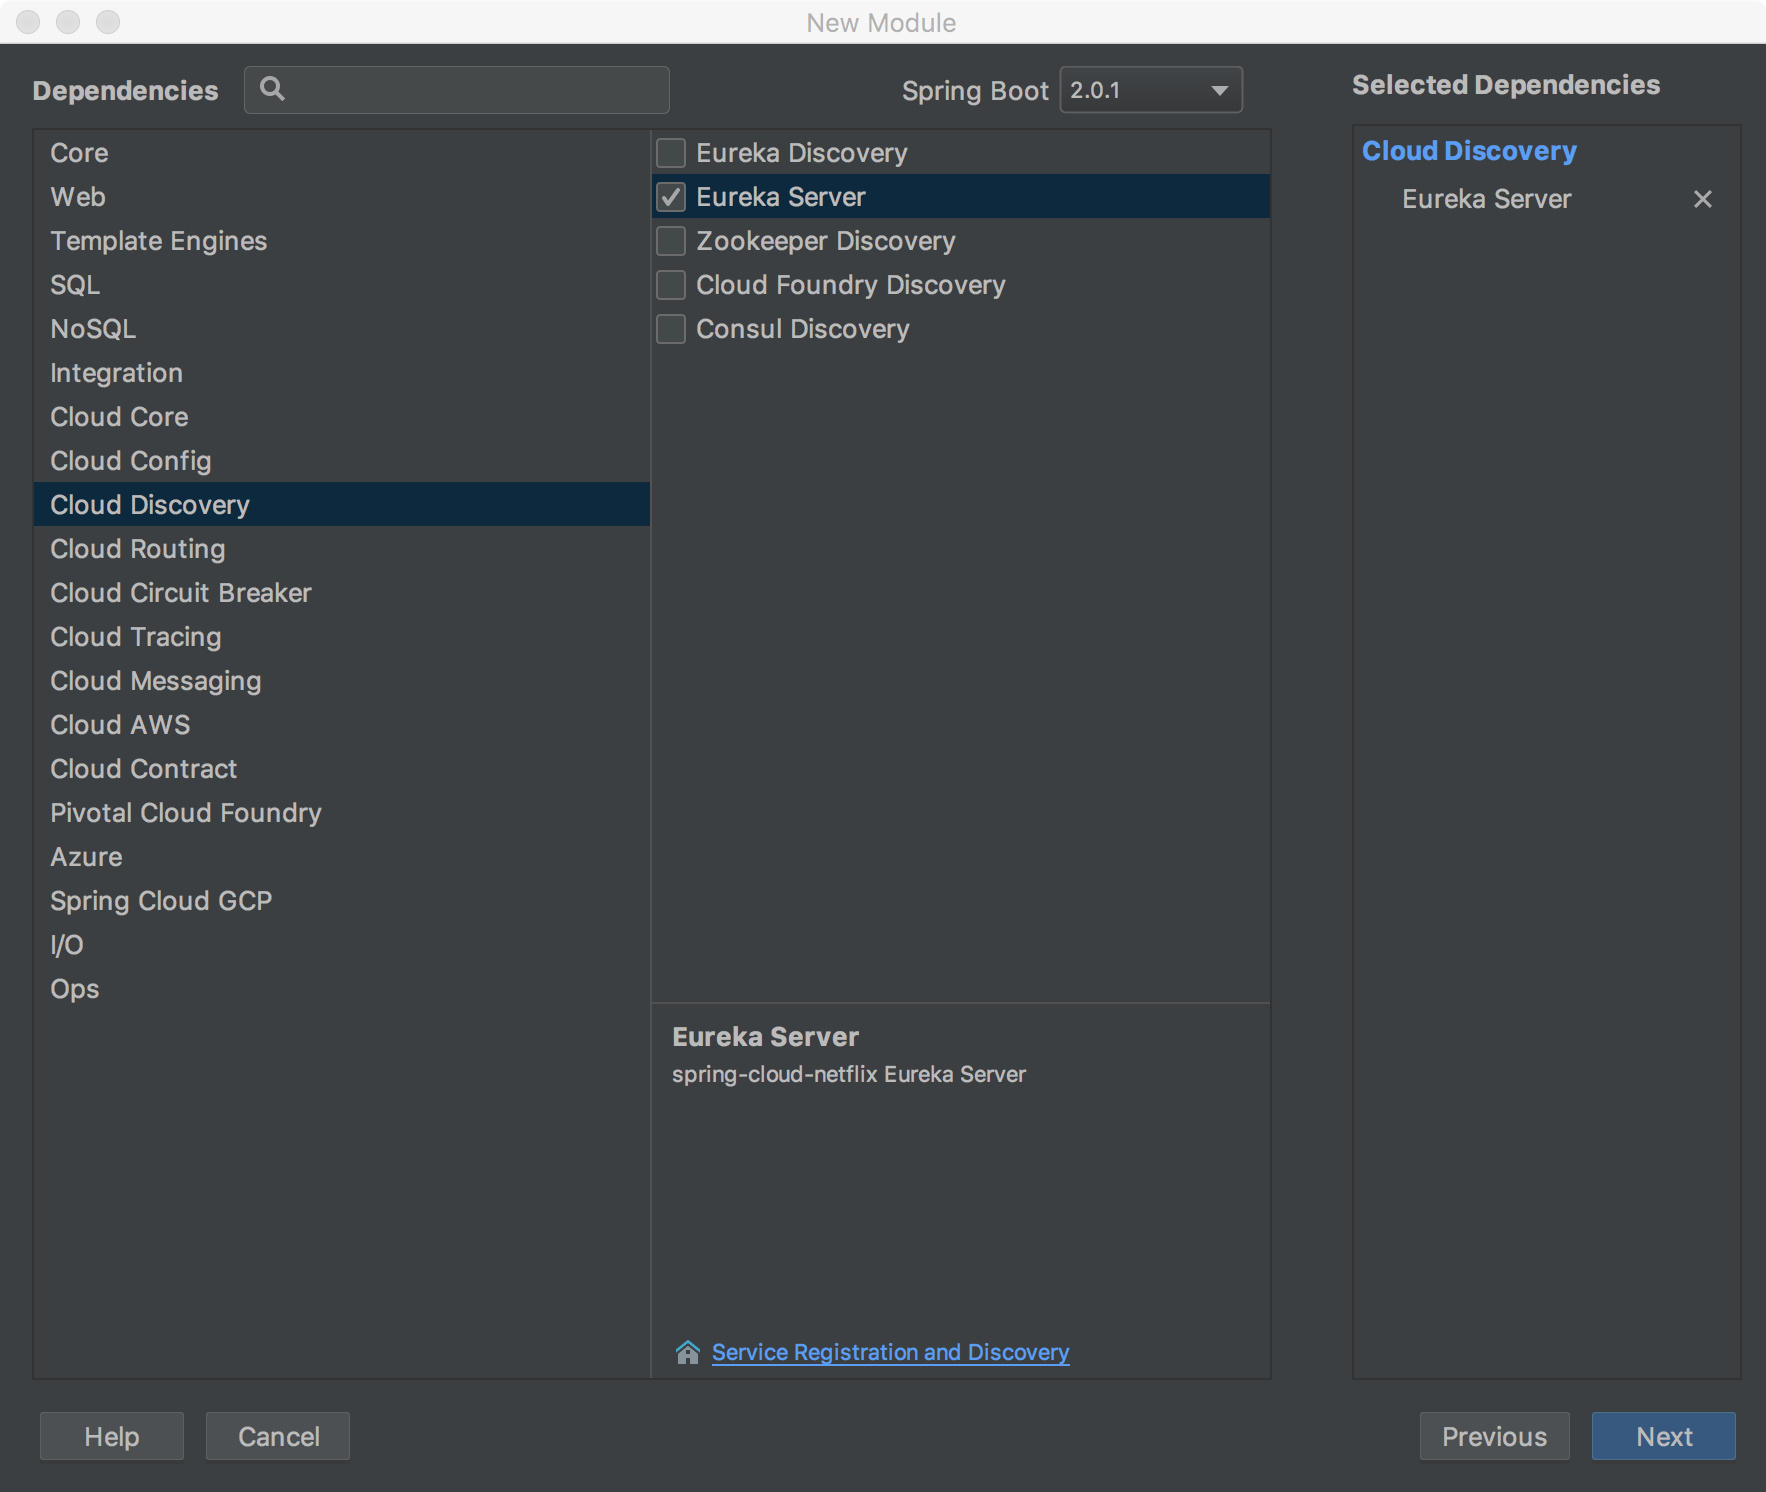 New Module
Dependencies
Spring Boot 2.0.1
Selected Dependencies
Core
Web
Template Engines
SQL
NoSQL
Integration
Cloud Core
Cloud Config
Cloud Discovery
Cloud Routing
Cloud Circuit Breaker
Cloud Tracing
Cloud Messaging
Cloud AWS
Cloud Contract
Pivotal Cloud Foundry
Azure
Spring Cloud GCP
I/O
Ops
Eureka Discovery
Eureka Server
Zookeeper Discovery
Cloud Foundry Discovery
Consul Discovery
Eureka Server
spring-cloud-netflix Eureka Server
Service Registration and Discovery
Cloud Discovery
Eureka Server
Help
Cancel
Previous
Next